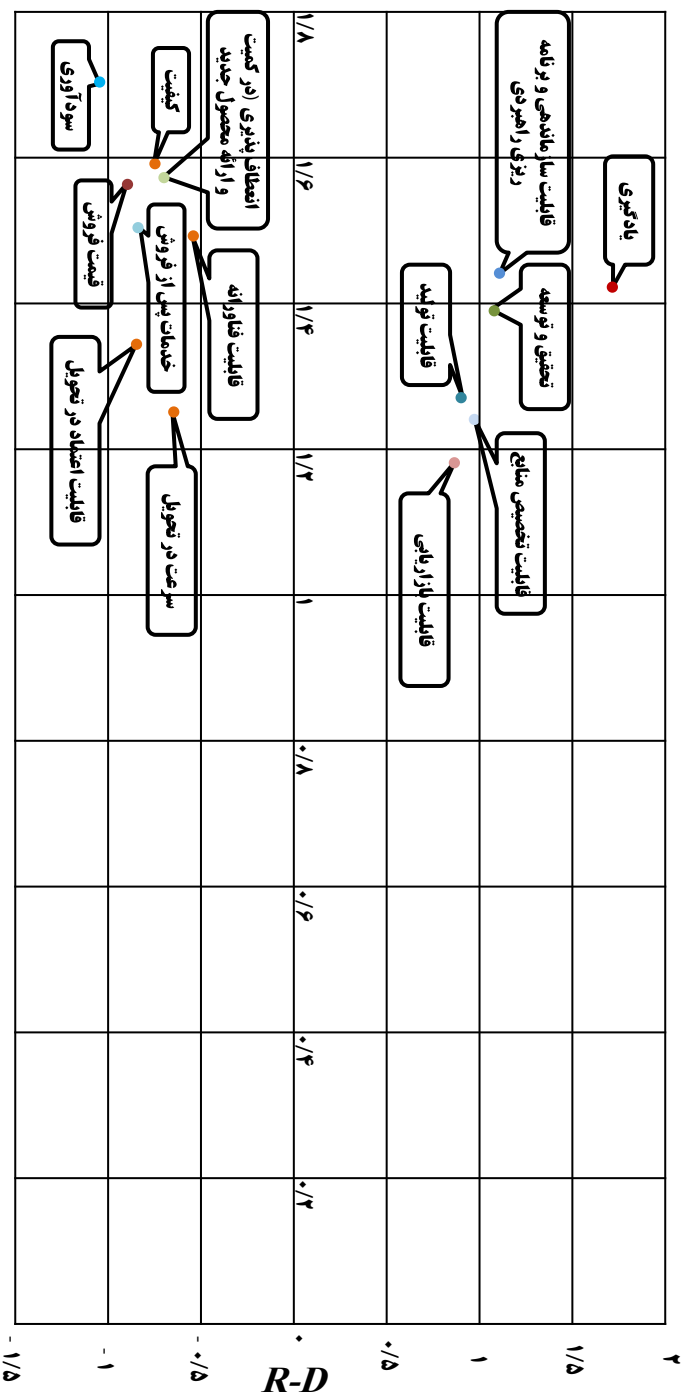 ۱/۸
۱/۶
۱/۴
۱/۲
۱
۰/۸
۰/۶
۰/۴
۰/۲
۲
۱/۵
۱
۰/۵
۰
-۰/۵
-۱
-۱/۵
R-D
یادگیری
قابلیت سازماندهی و برنامه
ریزی راهبردی
تحقیق و توسعه
قابلیت تولید
قابلیت تخصیص منابع
قابلیت بازاریابی
انعطاف پذیری (در کمیت
و ارائه محصول جدید
کیفیت
سودآوری
قیمت فروش
خدمات پس از فروش
قابلیت فناورانه
قابلیت اعتماد در تحویل
سرعت در تحویل